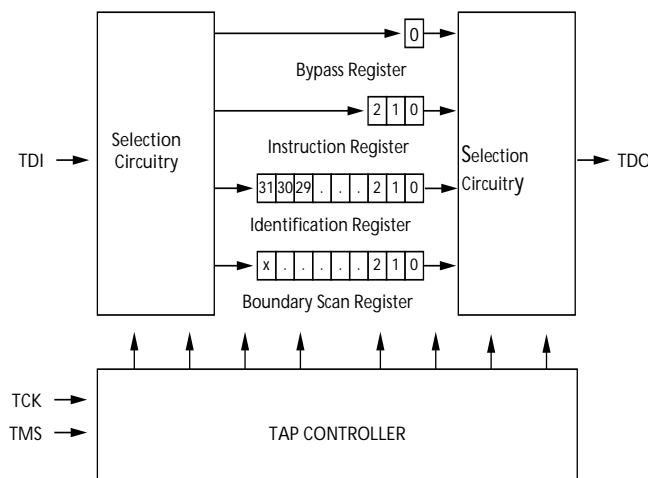 0
Bypass Register
2 1 0
Selection
Circuitry
Instruction Register
Selection
Circuitry
TDI
TDO
31 30 29 . . . 2 1 0
Identification Register
x . . . . . 2 1 0
Boundary Scan Register
TCK
TMS
TAP CONTROLLER